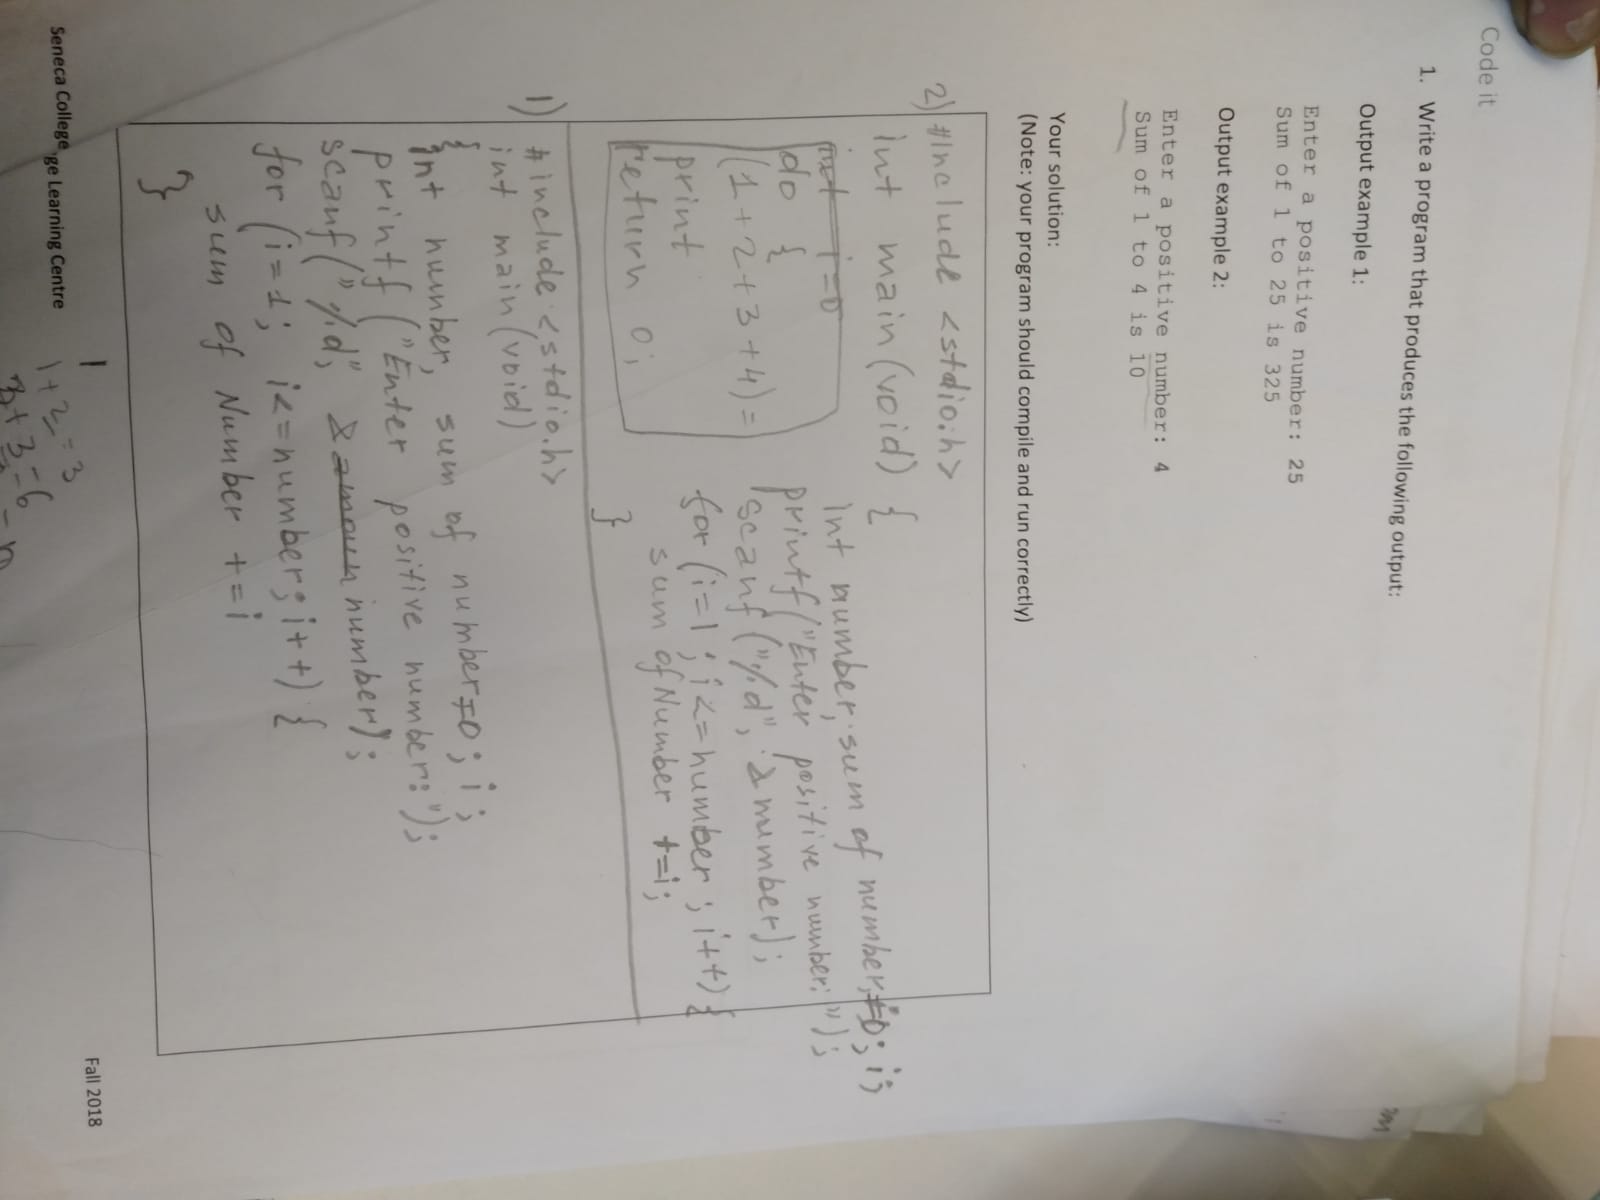 Code it
1. Write a program that produces the following output:
Output example 1:
Enter a positive number: 25
Sum of 1 to 25 is 325
Output example 2:
Enter a positive number: 4
Sum of 1 to 4 is 10
Your solution:
(Note: your program should compile and run correctly)
2) #Include <stdio.h>
int main (void) {
int i=0
do {
(1+2+3+4)=
print
return 0;
int number, sum of number, =0; i;
printf("Enter positive number: ");
scanf ("%d", &number);
for (i=1; i<=number; i++) {
sum of Number +=i;
}
1) #include <stdio.h>
int main (void)
{
int number, sum of number=0; i;
printf ("Enter positive number: ");
scanf ("%d", & amoun number);
for (i=1; i<=number; i++) {
sum of Number +=i
}
Fall 2018
Seneca College
ge Learning Centre
1
1+2=3
3+3=6